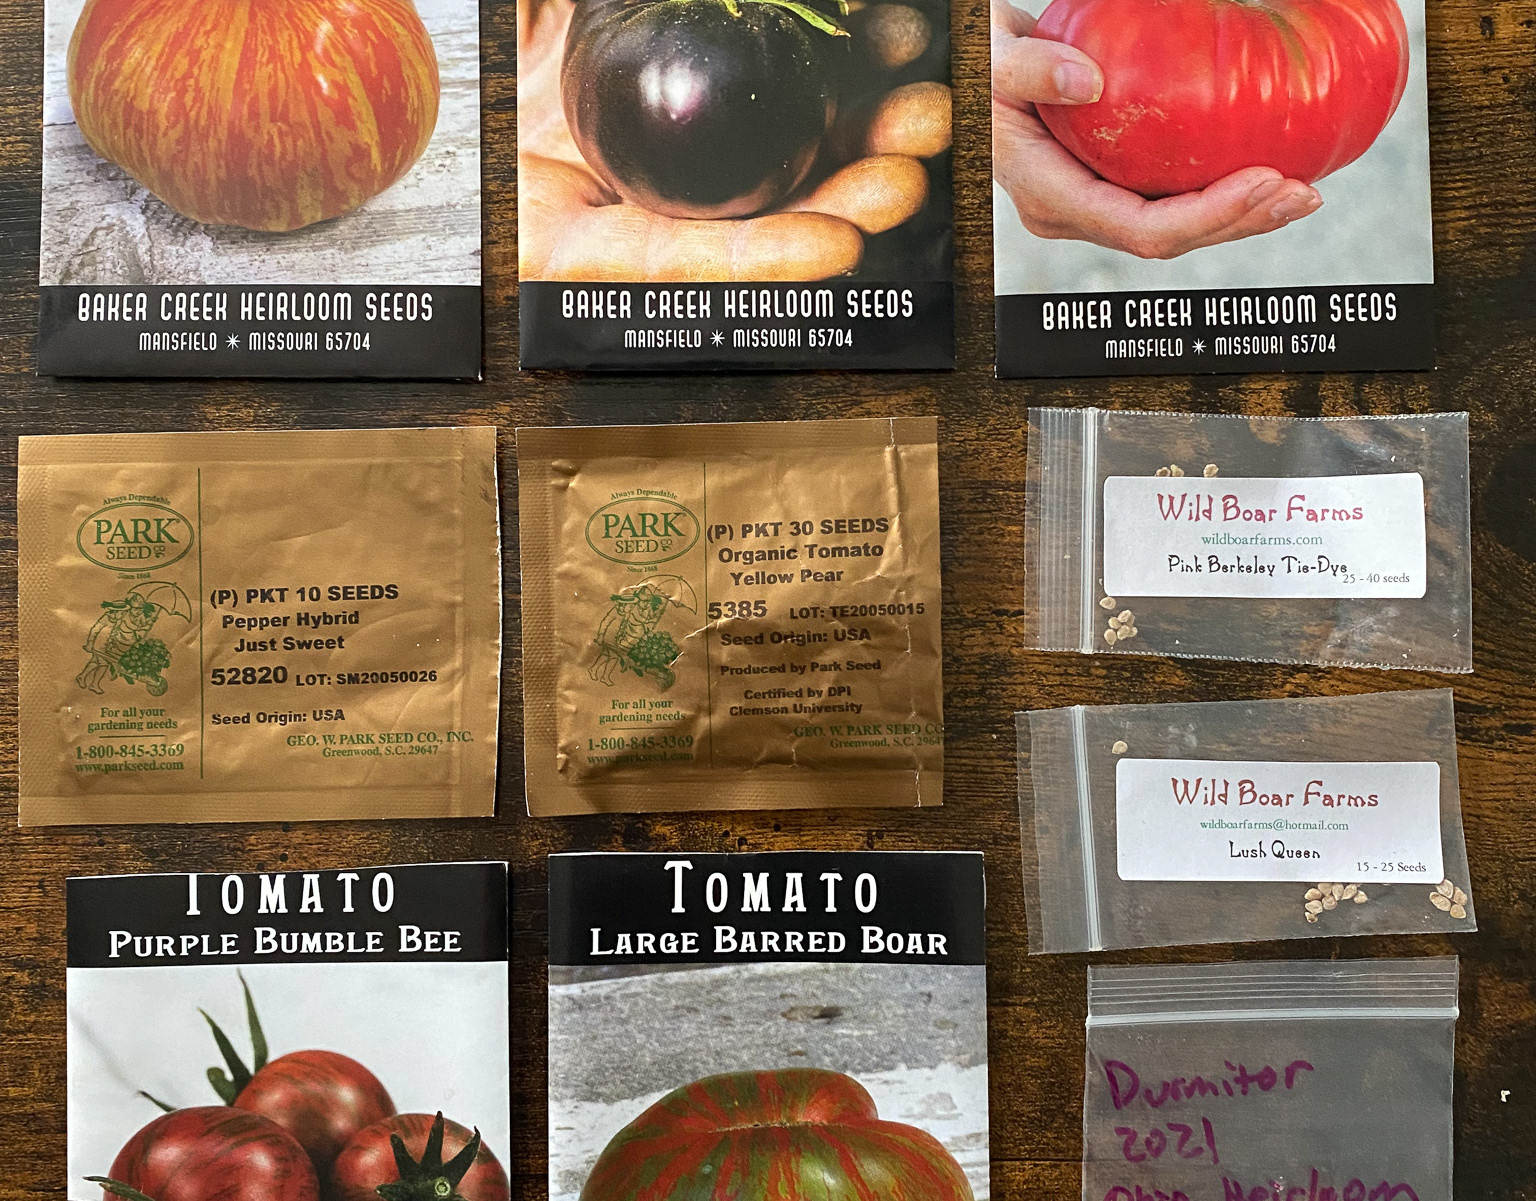 BAKER CREEK HEIRLOOM SEEDS
MANSFIELD ✴ MISSOURI 65704
BAKER CREEK HEIRLOOM SEEDS
MANSFIELD ✴ MISSOURI 65704
BAKER CREEK HEIRLOOM SEEDS
MANSFIELD ✴ MISSOURI 65704
Always Dependable
PARK
SEED CO
Since 1868
For all your
gardening needs
1-800-845-3369
www.parkseed.com
(P) PKT 10 SEEDS
Pepper Hybrid
Just Sweet
52820 LOT: SM20050026
Seed Origin: USA
GEO. W. PARK SEED CO., INC.
Greenwood, S.C. 29647
Always Dependable
PARK
SEED CO
Since 1868
For all your
gardening needs
1-800-845-3369
www.parkseed.com
(P) PKT 30 SEEDS
Organic Tomato
Yellow Pear
5385 LOT: TE20050015
Seed Origin: USA
Produced by Park Seed
Certified by DPI
Clemson University
GEO. W. PARK SEED CO
Greenwood, S.C. 2964
Wild Boar Farms
wildboarfarms.com
Pink Berkeley Tie-Dye
25 - 40 seeds
Wild Boar Farms
wildboarfarms@hotmail.com
Lush Queen
15 - 25 Seeds
TOMATO
PURPLE BUMBLE BEE
TOMATO
LARGE BARRED BOAR
Durmitor
2021
Heirloom